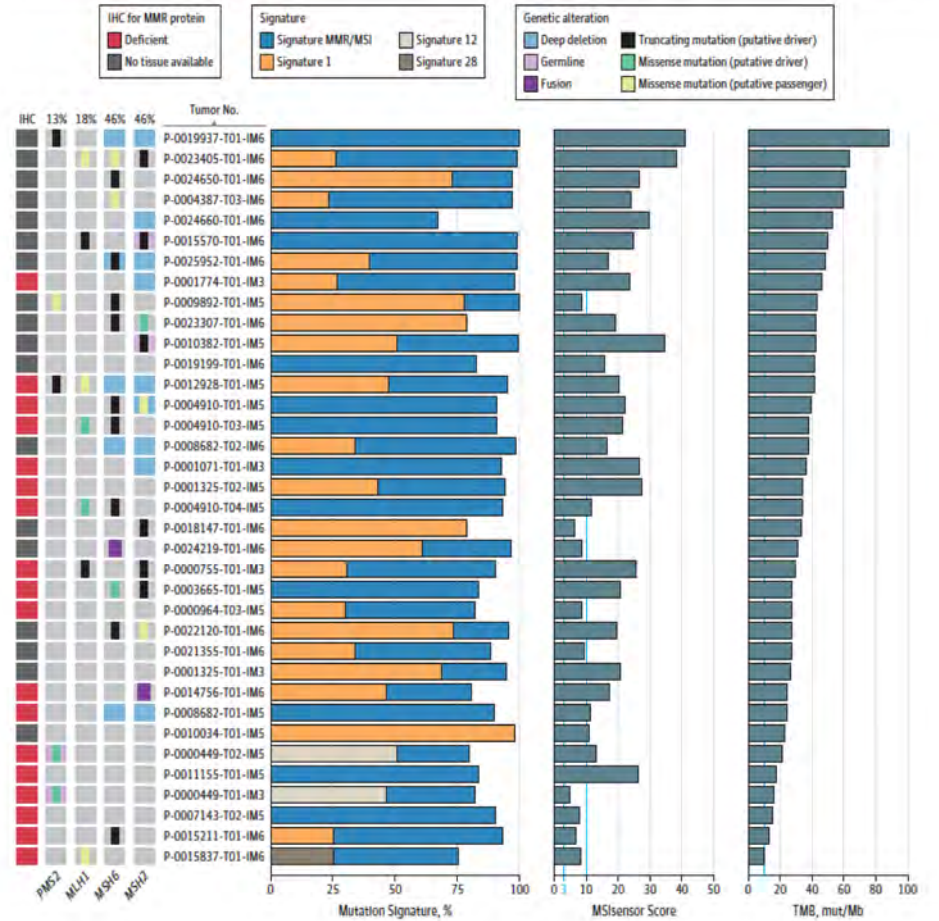 IHC for MMR protein
Deficient
No tissue available
Signature
Signature MMR/MSI
Signature 12
Signature 1
Signature 28
Genetic alteration
Deep deletion
Truncating mutation (putative driver)
Germline
Missense mutation (putative driver)
Fusion
Missense mutation (putative passenger)
IHC 13% 18% 46% 46% Tumor No.
P-0019937-T01-IM6
P-0023405-T01-IM6
P-0024650-T01-IM6
P-0004387-T03-IM6
P-0024660-T01-IM6
P-0015570-T01-IM6
P-0025952-T01-IM6
P-0001774-T01-IM3
P-0009892-T01-IM5
P-0023307-T01-IM6
P-0010382-T01-IM5
P-0019199-T01-IM6
P-0012928-T01-IM5
P-0004910-T01-IM5
P-0004910-T03-IM5
P-0008682-T02-IM6
P-0001071-T01-IM3
P-0001325-T02-IM5
P-0004910-T04-IM5
P-0018147-T01-IM6
P-0024219-T01-IM6
P-0000755-T01-IM3
P-0003665-T01-IM5
P-0000964-T03-IM5
P-0022120-T01-IM6
P-0021355-T01-IM6
P-0001325-T01-IM3
P-0014756-T01-IM6
P-0008682-T01-IM5
P-0010034-T01-IM5
P-0000449-T02-IM5
P-0011155-T01-IM5
P-0000449-T01-IM3
P-0007143-T02-IM5
P-0015211-T01-IM6
P-0015837-T01-IM6
PMS2 MLH1 MSH6 MSH2
0 25 50 75 100
Mutation Signature, %
0 3 10 20 30 40 50
MSIsensor Score
0 10 20 40 60 80 100
TMB, mut/Mb